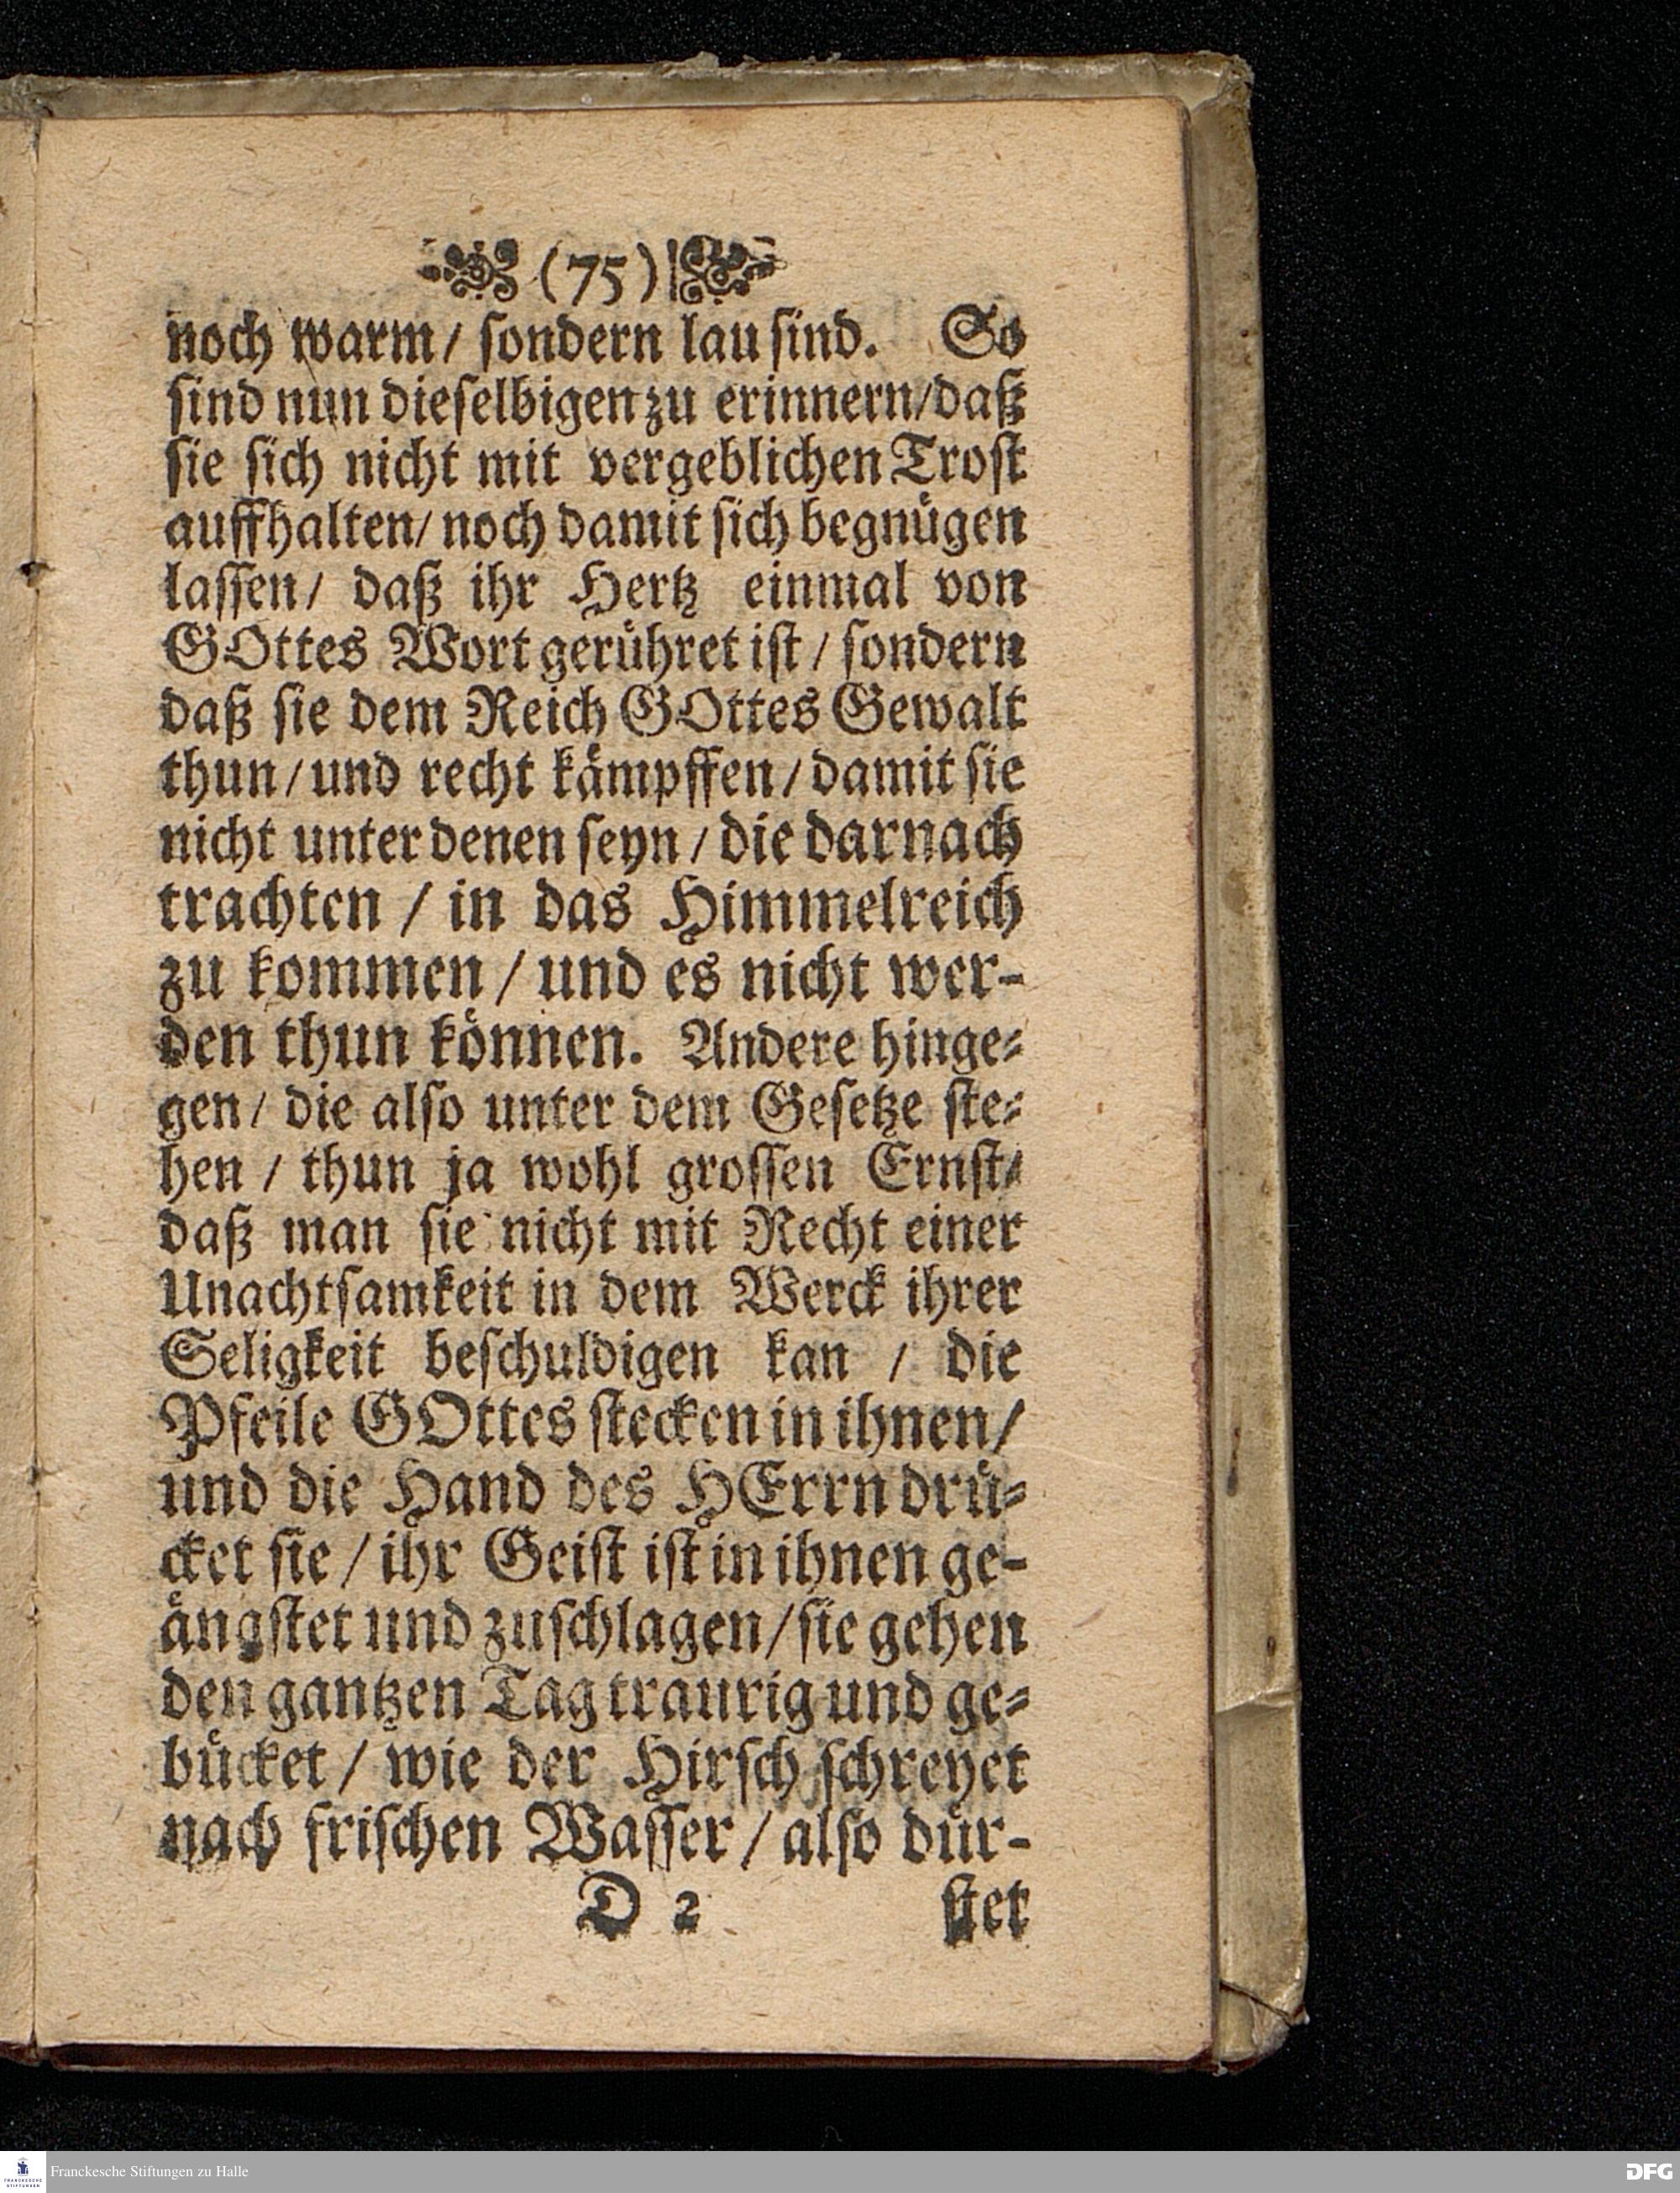 (75)
noch warm/ sondern lau sind. So
sind nun dieselbigen zu erinnern/daß
sie sich nicht mit vergeblichen Trost
auffhalten/ noch damit sich begnügen
lassen/ daß ihr Hertz einmal von
GOttes Wort gerühret ist / sondern
daß sie dem Reich GOttes Gewalt
thun/ und recht kämpffen/ damit sie
nicht unter denen seyn / die darnach
trachten / in das Himmelreich
zu kommen / und es nicht wer-
den thun können. Andere hinge-
gen/ die also unter dem Gesetze ste-
hen / thun ja wohl grossen Ernst/
daß man sie nicht mit Recht einer
Unachtsamkeit in dem Werck ihrer
Seligkeit beschuldigen kan / die
Pfeile GOttes stecken in ihnen/
und die Hand des HErrn drü-
cket sie / ihr Geist ist in ihnen ge-
ängstet und zuschlagen/ sie gehen
den gantzen Tag traurig und ge-
bücket / wie der Hirsch schreyet
nach frischen Wasser / also dür-
D 2 stet
Franckesche Stiftungen zu Halle
DFG